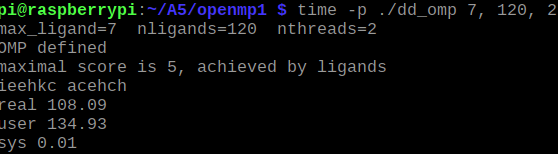 pi@raspberrypi:~/A5/openmp1 $ time -p ./dd_omp 7, 120, 2
max_ligand=7  nligands=120  nthreads=2
OMP defined
maximal score is 5, achieved by ligands
ieehkc acehch
real 108.09
user 134.93
sys 0.01